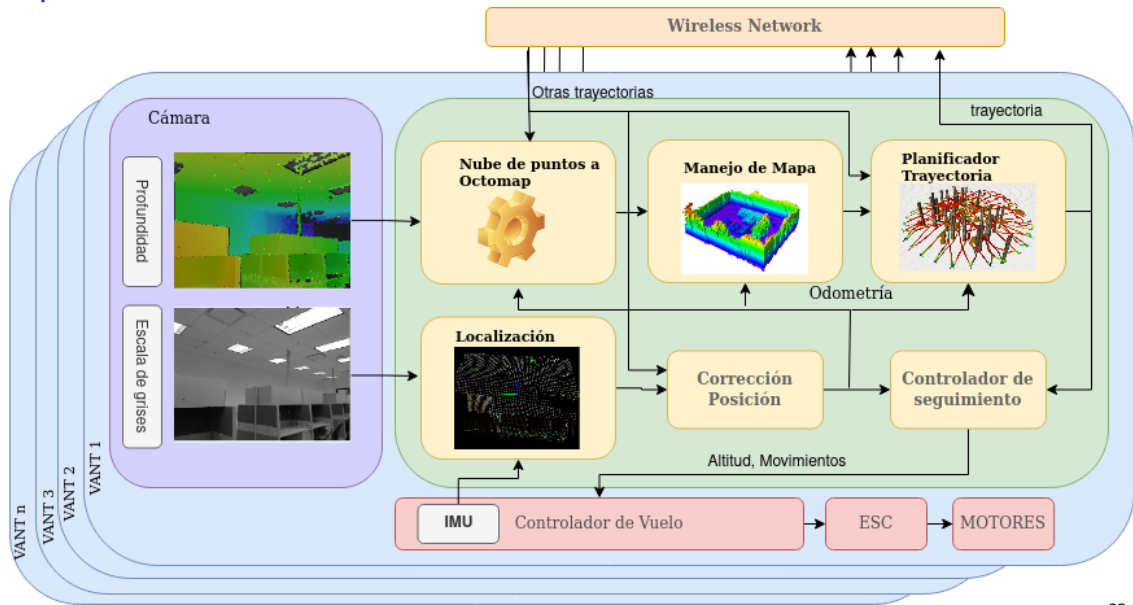 Wireless Network
Otras trayectorias
trayectoria
Cámara
Profundidad
Escala de grises
Nube de puntos a
Octomap
Manejo de Mapa
Planificador
Trayectoria
Odometría
Localización
Corrección
Posición
Controlador de
seguimiento
Altitud, Movimientos
IMU
Controlador de Vuelo
ESC
MOTORES
VANT 1
VANT 2
VANT 3
VANT n